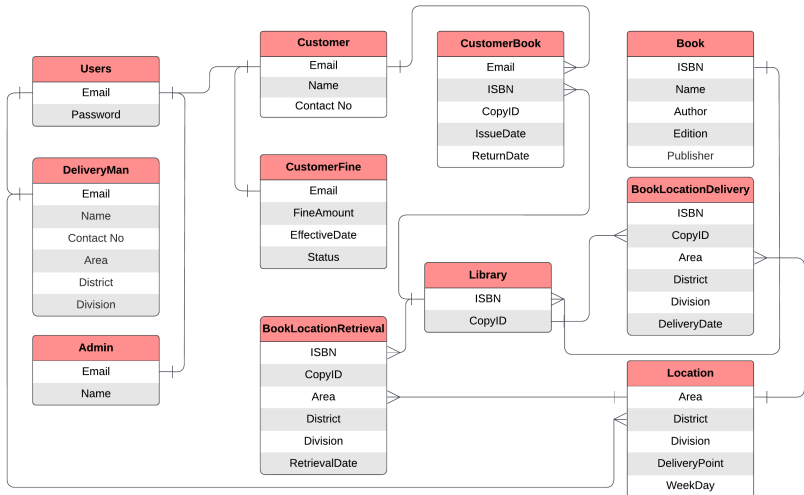 Users
Email
Password
DeliveryMan
Email
Name
Contact No
Area
District
Division
Admin
Email
Name
Customer
Email
Name
Contact No
CustomerFine
Email
FineAmount
EffectiveDate
Status
BookLocationRetrieval
ISBN
CopyID
Area
District
Division
RetrievalDate
CustomerBook
Email
ISBN
CopyID
IssueDate
ReturnDate
Library
ISBN
CopyID
Book
ISBN
Name
Author
Edition
Publisher
BookLocationDelivery
ISBN
CopyID
Area
District
Division
DeliveryDate
Location
Area
District
Division
DeliveryPoint
WeekDay